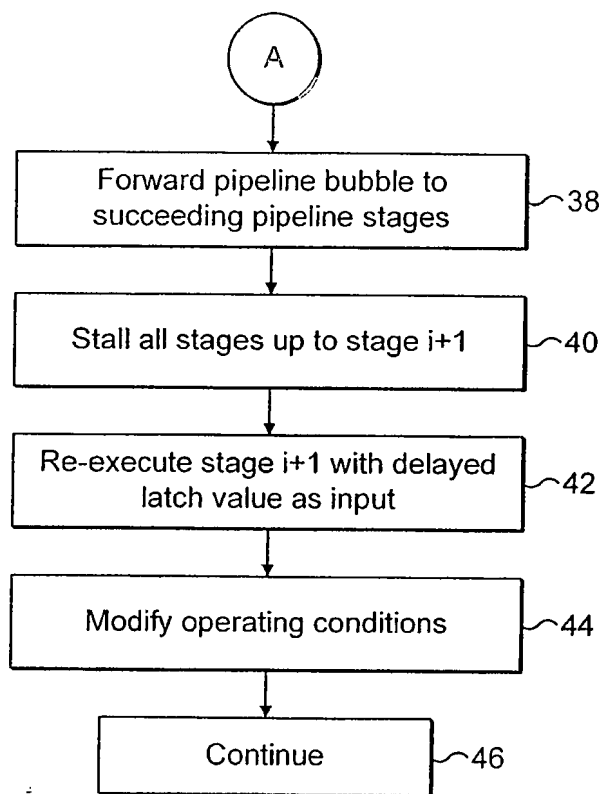 A
Forward pipeline bubble to
succeeding pipeline stages
38
Stall all stages up to stage i+1
40
Re-execute stage i+1 with delayed
latch value as input
42
Modify operating conditions
44
Continue
46